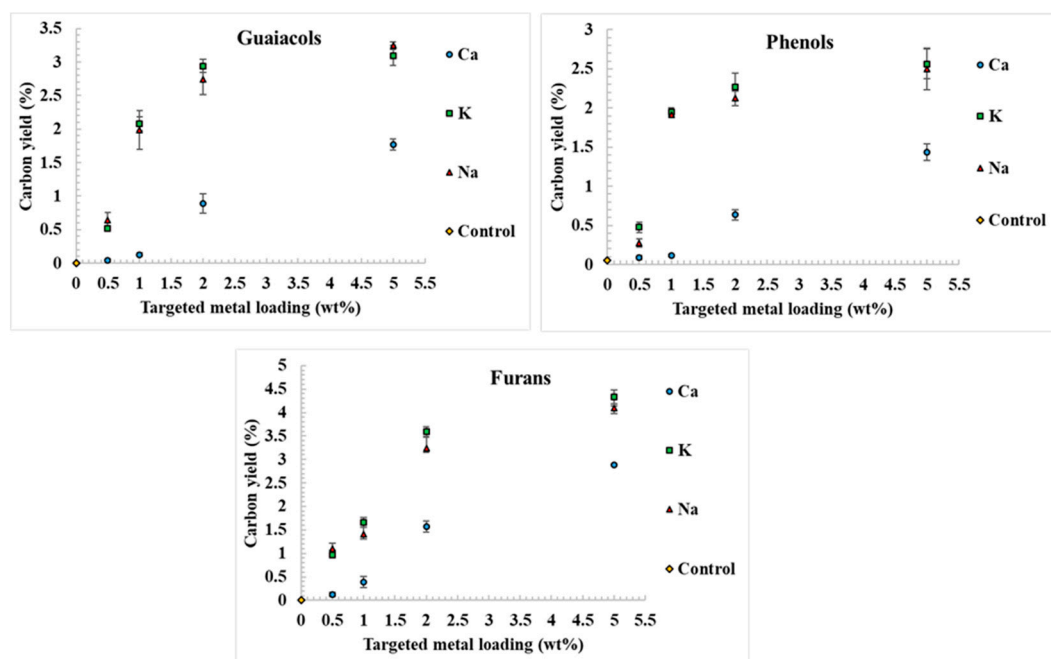 Guaiacols
Carbon yield (%)
3.5
3
2.5
2
1.5
1
0.5
0
0 0.5 1 1.5 2 2.5 3 3.5 4 4.5 5 5.5
Targeted metal loading (wt%)
Ca
K
Na
Control
Phenols
Carbon yield (%)
3
2.5
2
1.5
1
0.5
0
0 0.5 1 1.5 2 2.5 3 3.5 4 4.5 5 5.5
Targeted metal loading (wt%)
Ca
K
Na
Control
Furans
Carbon yield (%)
5
4.5
4
3.5
3
2.5
2
1.5
1
0.5
0
0 0.5 1 1.5 2 2.5 3 3.5 4 4.5 5 5.5
Targeted metal loading (wt%)
Ca
K
Na
Control